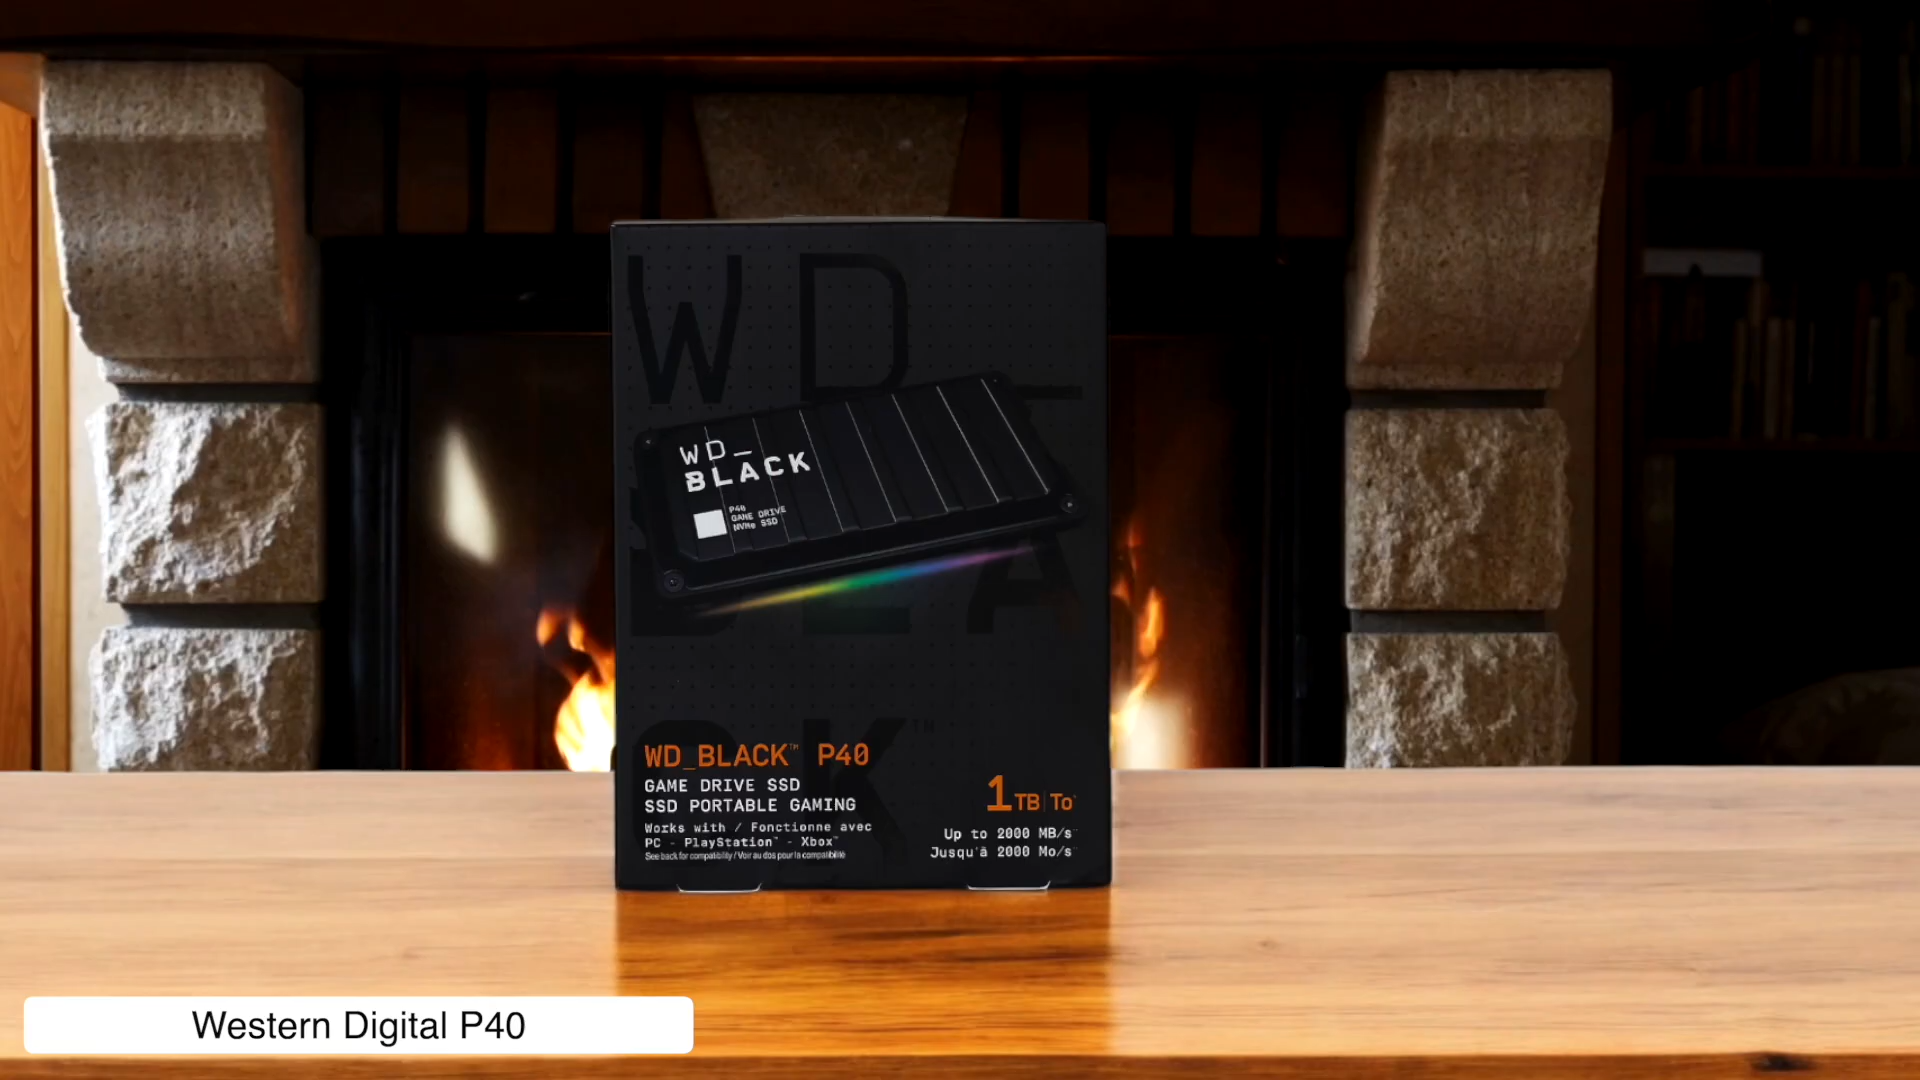 WD_
BLACK™
WD_
BLACK
P40
GAME DRIVE
NVMe SSD
WD_BLACK™ P40
GAME DRIVE SSD
SSD PORTABLE GAMING
Works with / Fonctionne avec
PC - PlayStation™ - Xbox™
See back for compatibility / Voir au dos pour la compatibilité
1TB|To*
Up to 2000 MB/s
Jusqu'à 2000 Mo/s
Western Digital P40